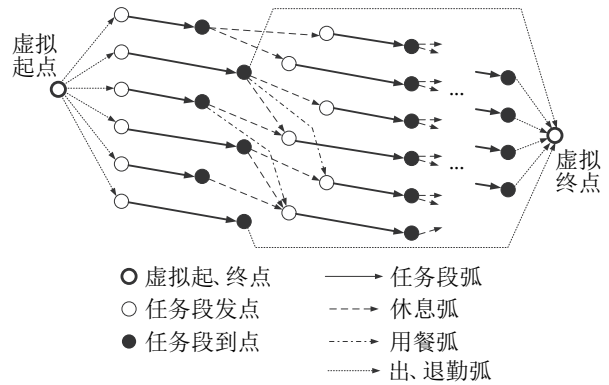 虚拟
起点
...
...
虚拟
终点
虚拟起、终点
任务段弧
任务段发点
休息弧
任务段到点
用餐弧
出、退勤弧